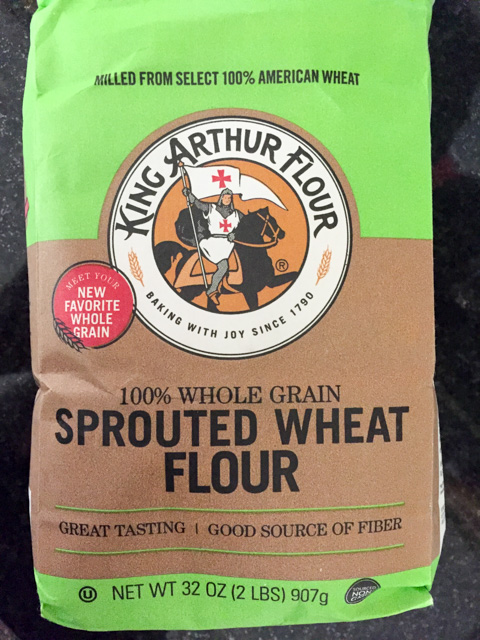 MILLED FROM SELECT 100% AMERICAN WHEAT
KING ARTHUR FLOUR
®
BAKING WITH JOY SINCE 1790
MEET YOUR
NEW
FAVORITE
WHOLE
GRAIN
100% WHOLE GRAIN
SPROUTED WHEAT
FLOUR
GREAT TASTING | GOOD SOURCE OF FIBER
U NET WT 32 OZ (2 LBS) 907g
SOURCED
NON